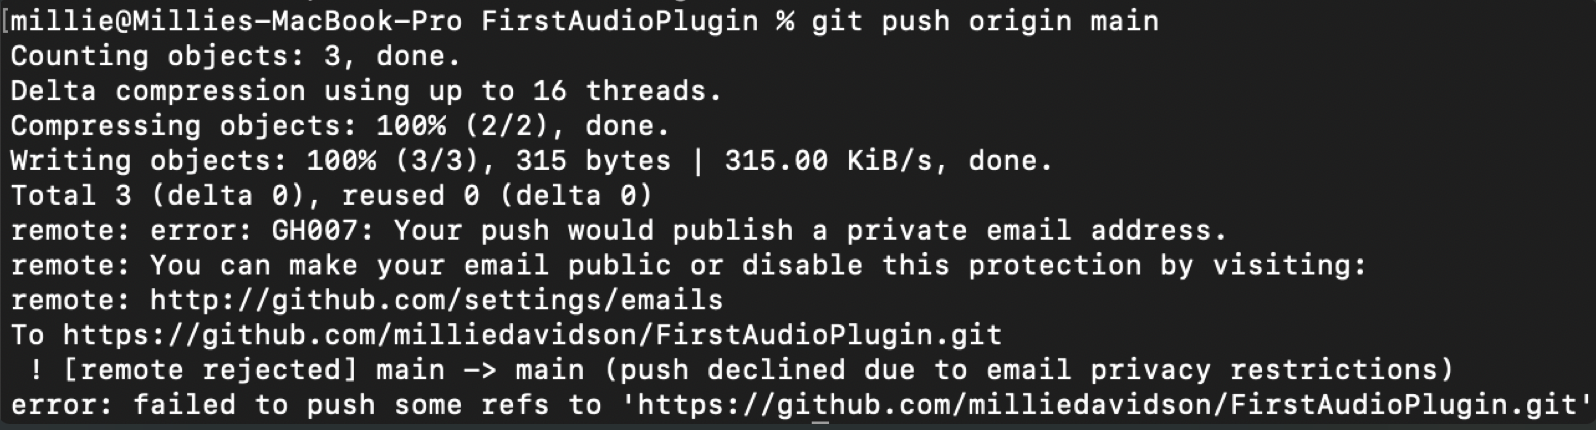 [millie@Millies-MacBook-Pro FirstAudioPlugin % git push origin main
Counting objects: 3, done.
Delta compression using up to 16 threads.
Compressing objects: 100% (2/2), done.
Writing objects: 100% (3/3), 315 bytes | 315.00 KiB/s, done.
Total 3 (delta 0), reused 0 (delta 0)
remote: error: GH007: Your push would publish a private email address.
remote: You can make your email public or disable this protection by visiting:
remote: http://github.com/settings/emails
To https://github.com/milliedavidson/FirstAudioPlugin.git
 ! [remote rejected] main -> main (push declined due to email privacy restrictions)
error: failed to push some refs to 'https://github.com/milliedavidson/FirstAudioPlugin.git'